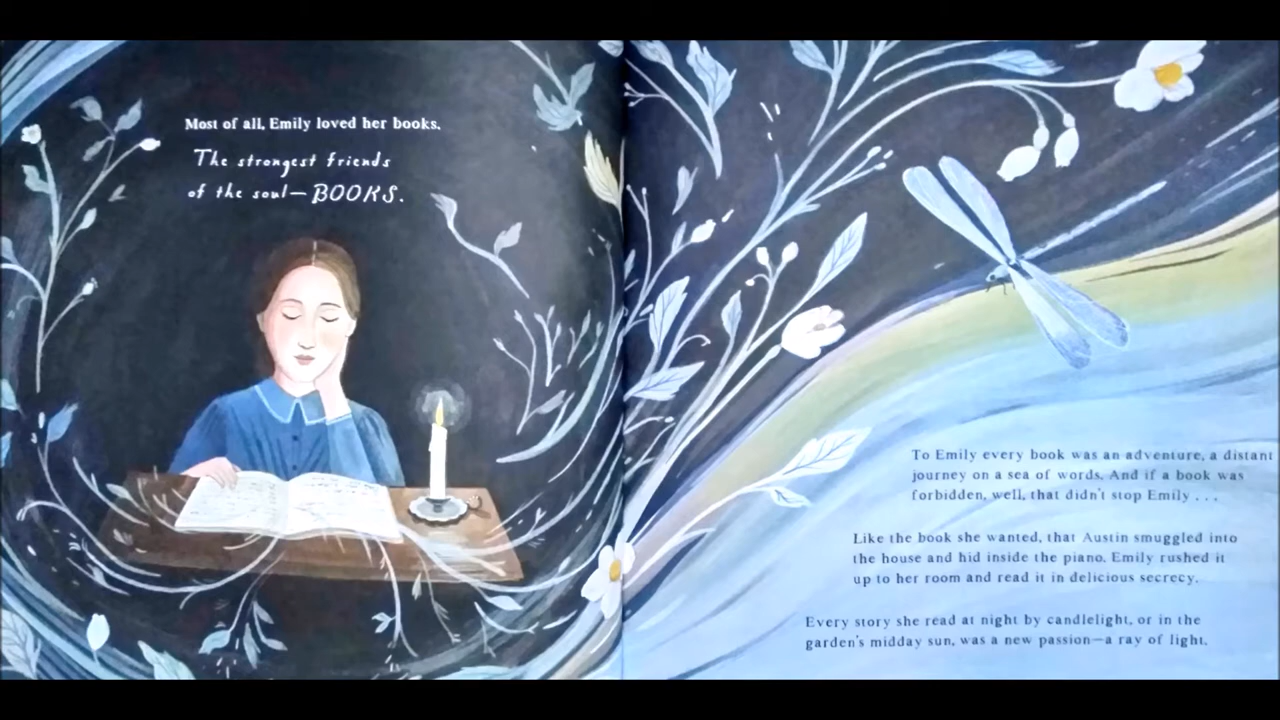 Most of all, Emily loved her books.
The strongest friends
of the soul—BOOKS.
To Emily every book was an adventure, a distant
journey on a sea of words. And if a book was
forbidden, well, that didn't stop Emily . . .
Like the book she wanted, that Austin smuggled into
the house and hid inside the piano. Emily rushed it
up to her room and read it in delicious secrecy.
Every story she read at night by candlelight, or in the
garden's midday sun, was a new passion—a ray of light.